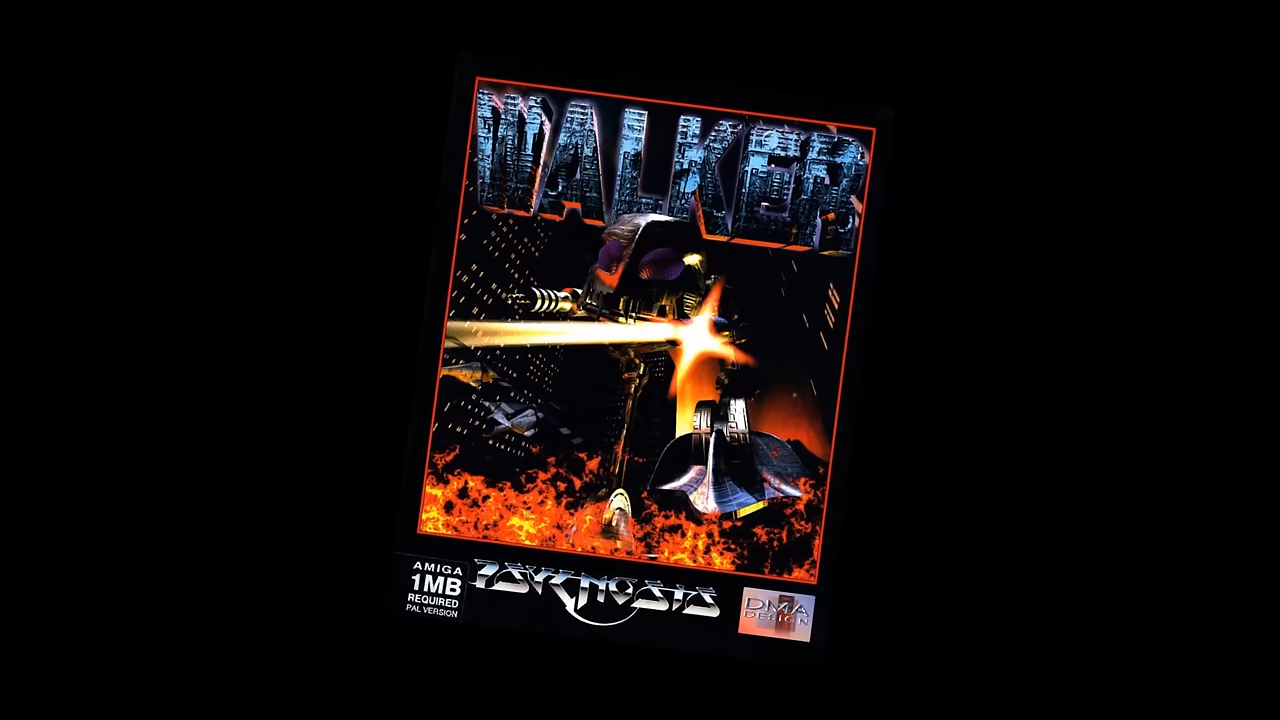 WALKER
AMIGA
1MB
REQUIRED
PAL VERSION
PSYGNOSIS
DMA
DESIGN